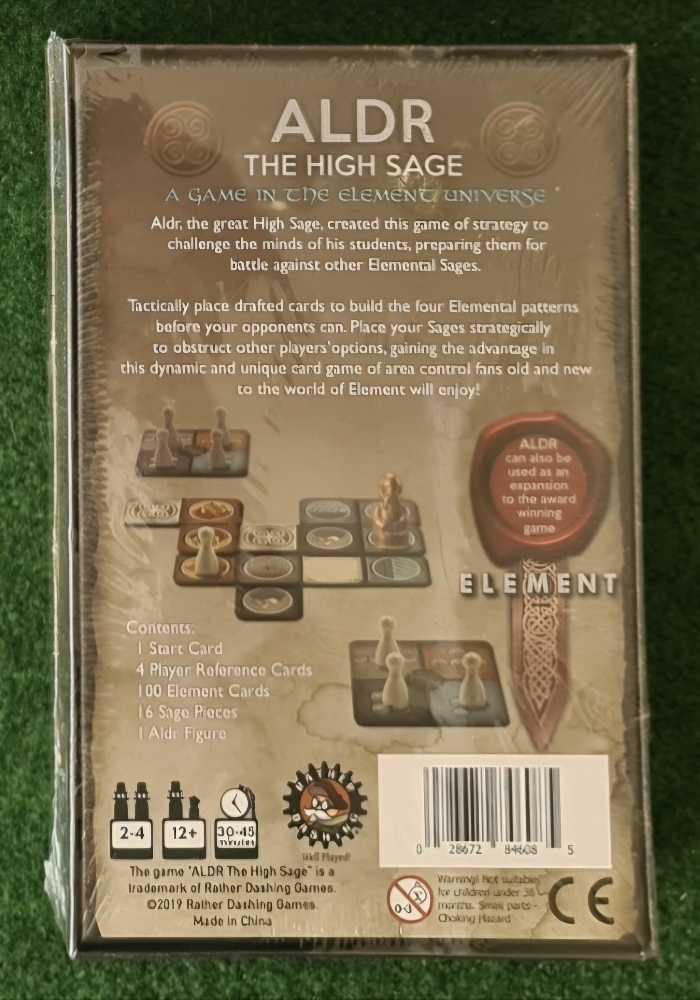 ALDR
THE HIGH SAGE
A GAME IN THE ELEMENT UNIVERSE
Aldr, the great High Sage, created this game of strategy to
challenge the minds of his students, preparing them for
battle against other Elemental Sages.
Tactically place drafted cards to build the four Elemental patterns
before your opponents can. Place your Sages strategically
to obstruct other players' options, gaining the advantage in
this dynamic and unique card game of area control fans old and new
to the world of Element will enjoy!
ALDR
can also be
used as an
expansion
to the award
winning
game
ELEMENT
Contents:
1 Start Card
4 Player Reference Cards
100 Element Cards
16 Sage Pieces
1 Aldr Figure
2-4
12+
30-45
minutes
RATHER
DASHING
Well Played!
0 28672 84608 5
The game "ALDR The High Sage" is a
trademark of Rather Dashing Games.
©2019 Rather Dashing Games.
Made in China
0-3
Warning! Not suitable
for children under 36
months. Small parts -
Choking Hazard
CE